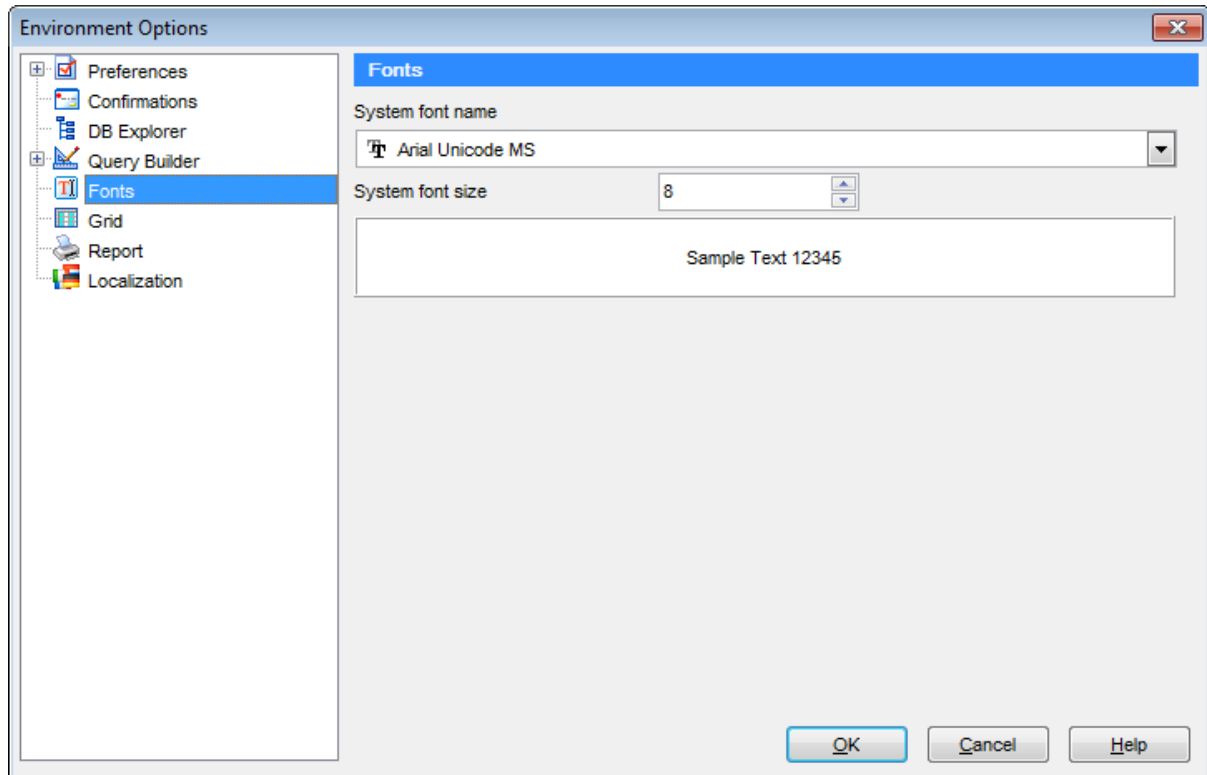 Environment Options
Preferences
Confirmations
DB Explorer
Query Builder
Fonts
Grid
Report
Localization
Fonts
System font name
Arial Unicode MS
System font size
8
Sample Text 12345
OK
Cancel
Help